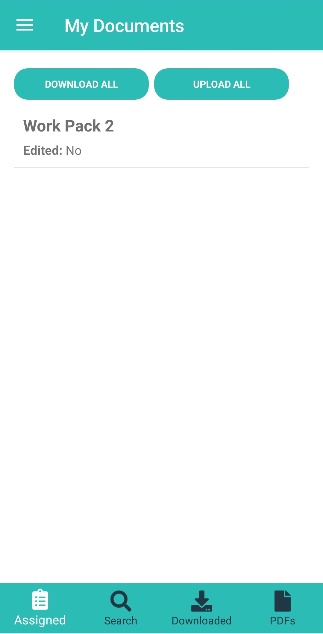 My Documents
DOWNLOAD ALL UPLOAD ALL
Work Pack 2
Edited: No
Assigned Search Downloaded PDFs